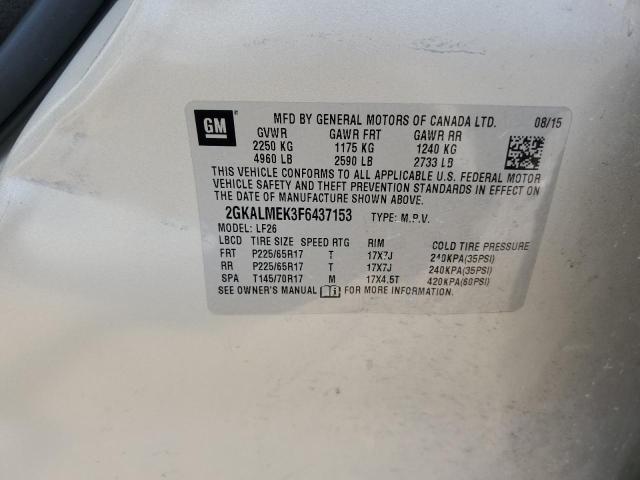 GM
MFD BY GENERAL MOTORS OF CANADA LTD. 08/15
GVWR GAWR FRT GAWR RR
2250 KG 1175 KG 1240 KG
4960 LB 2590 LB 2733 LB
THIS VEHICLE CONFORMS TO ALL APPLICABLE U.S. FEDERAL MOTOR
VEHICLE SAFETY AND THEFT PREVENTION STANDARDS IN EFFECT ON
THE DATE OF MANUFACTURE SHOWN ABOVE.
2GKALMEK3F6437153 TYPE: M.P.V.
MODEL: LF26
LBCD TIRE SIZE SPEED RTG RIM COLD TIRE PRESSURE
FRT P225/65R17 T 17X7J 240KPA(35PSI)
RR P225/65R17 T 17X7J 240KPA(35PSI)
SPA T145/70R17 M 17X4.5T 420KPA(60PSI)
SEE OWNER'S MANUAL FOR MORE INFORMATION.